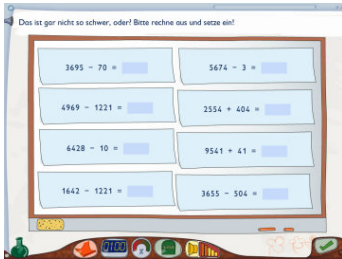 Das ist gar nicht so schwer, oder? Bitte rechne aus und setze ein!
3695 - 70 =
5674 - 3 =
4969 - 1221 =
2554 + 404 =
6428 - 10 =
9541 + 41 =
1642 - 1221 =
3655 - 504 =